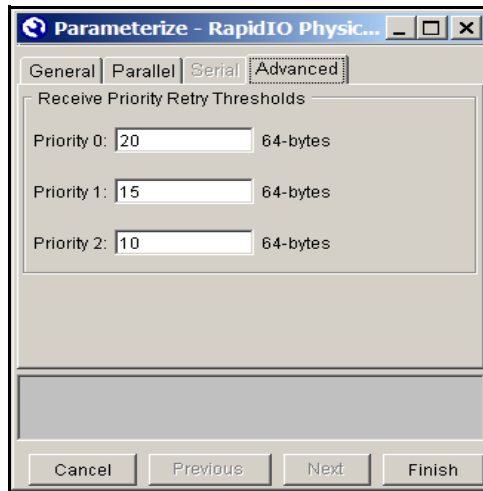 Parameterize - RapidIO Physic...
General Parallel Serial Advanced
Receive Priority Retry Thresholds
Priority 0: 20 64-bytes
Priority 1: 15 64-bytes
Priority 2: 10 64-bytes
Cancel Previous Next Finish